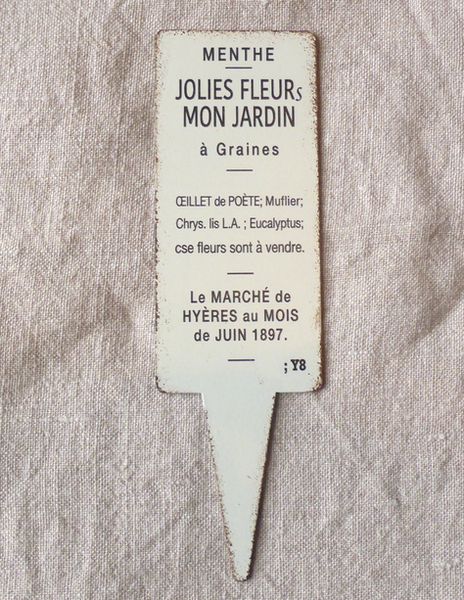 MENTHE
JOLIES FLEURs
MON JARDIN
à Graines
ŒILLET de POÈTE; Muflier;
Chrys. lis L.A. ; Eucalyptus;
cse fleurs sont à vendre.
Le MARCHÉ de
HYÈRES au MOIS
de JUIN 1897.
; Y8